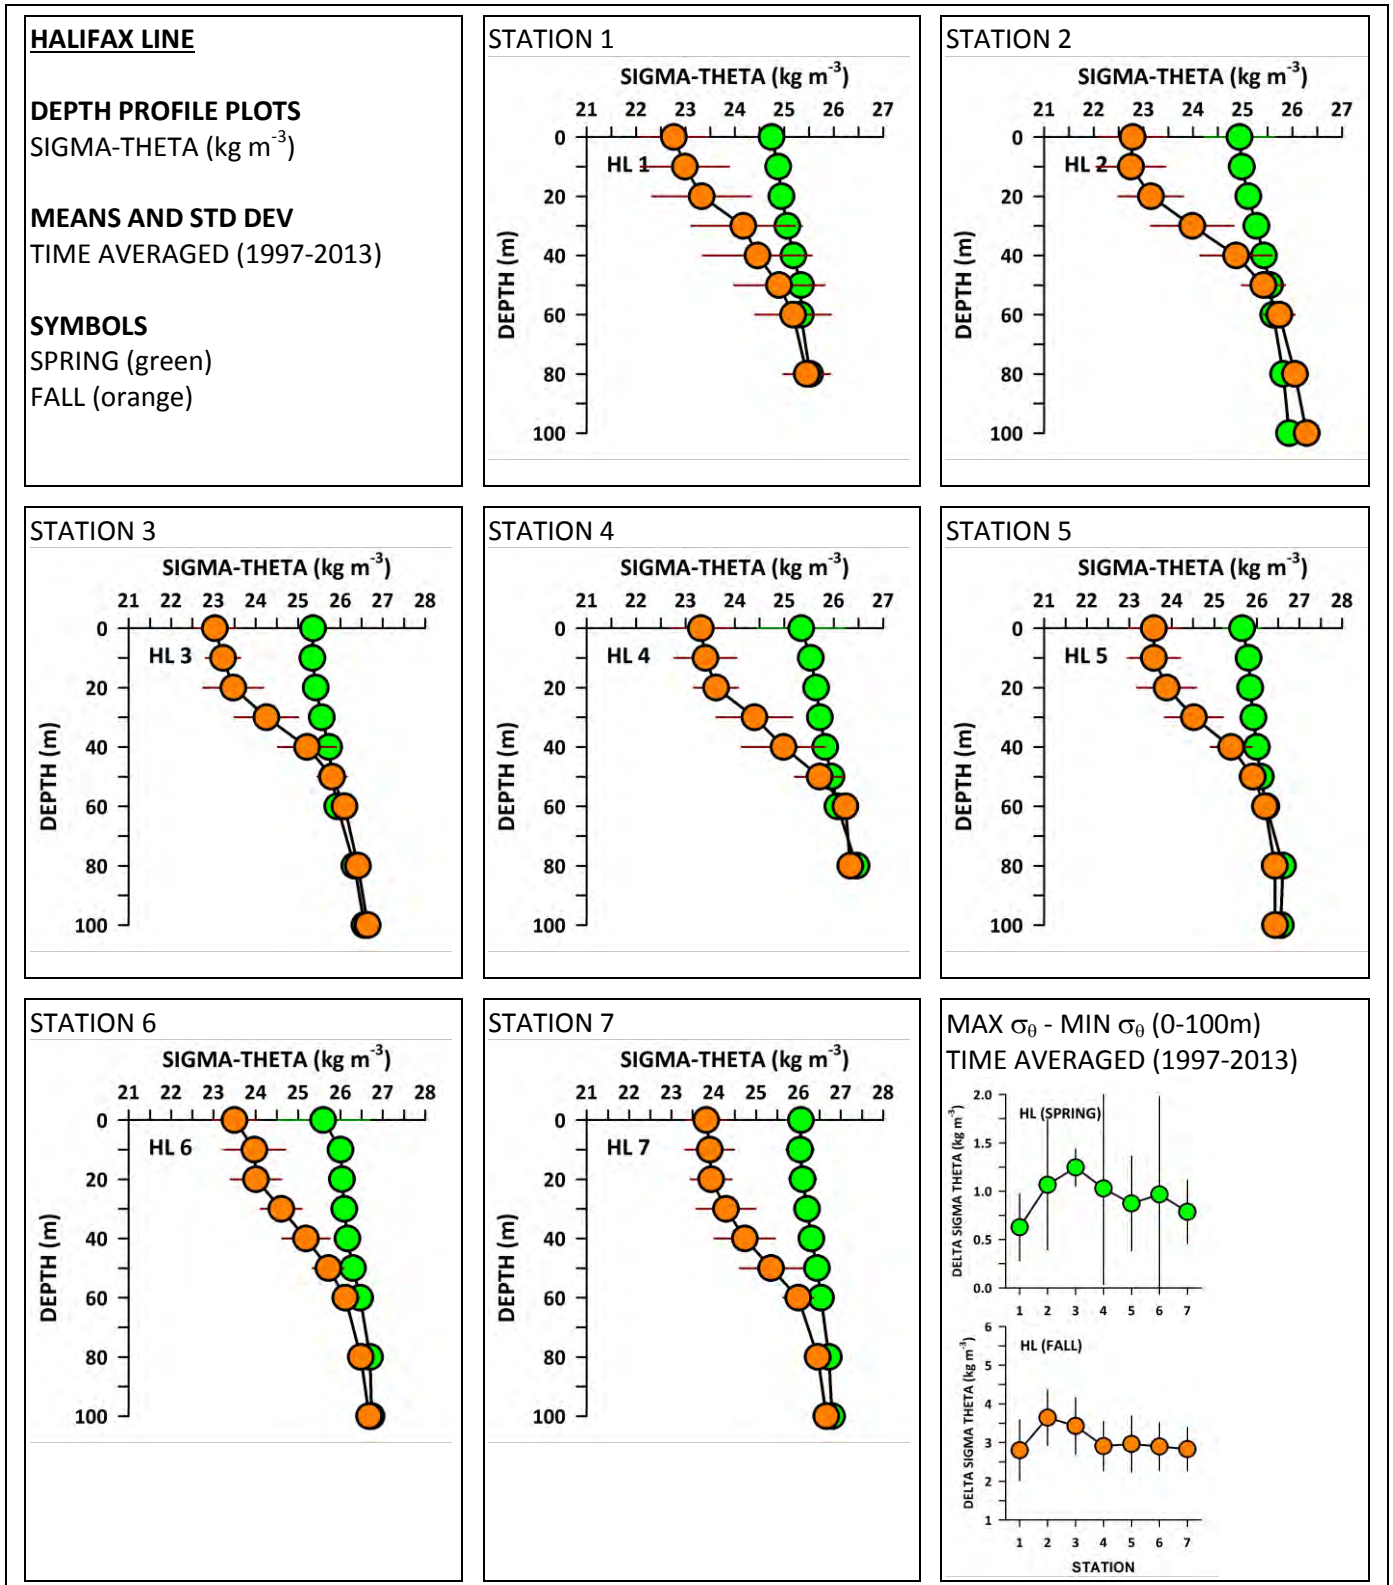 HALIFAX LINE
DEPTH PROFILE PLOTS
SIGMA-THETA (kg m-3)
MEANS AND STD DEV
TIME AVERAGED (1997-2013)
SYMBOLS
SPRING (green)
FALL (orange)
STATION 1
SIGMA-THETA (kg m-3)
21 22 23 24 25 26 27
HL 1
DEPTH (m)
0
20
40
60
80
100
STATION 2
SIGMA-THETA (kg m-3)
21 22 23 24 25 26 27
HL 2
DEPTH (m)
0
20
40
60
80
100
STATION 3
SIGMA-THETA (kg m-3)
21 22 23 24 25 26 27 28
HL 3
DEPTH (m)
0
20
40
60
80
100
STATION 4
SIGMA-THETA (kg m-3)
21 22 23 24 25 26 27
HL 4
DEPTH (m)
0
20
40
60
80
100
STATION 5
SIGMA-THETA (kg m-3)
21 22 23 24 25 26 27 28
HL 5
DEPTH (m)
0
20
40
60
80
100
STATION 6
SIGMA-THETA (kg m-3)
21 22 23 24 25 26 27 28
HL 6
DEPTH (m)
0
20
40
60
80
100
STATION 7
SIGMA-THETA (kg m-3)
21 22 23 24 25 26 27 28
HL 7
DEPTH (m)
0
20
40
60
80
100
MAX σθ - MIN σθ (0-100m)
TIME AVERAGED (1997-2013)
HL (SPRING)
DELTA SIGMA THETA (kg m-3)
2.0
1.5
1.0
0.5
0.0
1 2 3 4 5 6 7
HL (FALL)
DELTA SIGMA THETA (kg m-3)
6
5
4
3
2
1
1 2 3 4 5 6 7
STATION